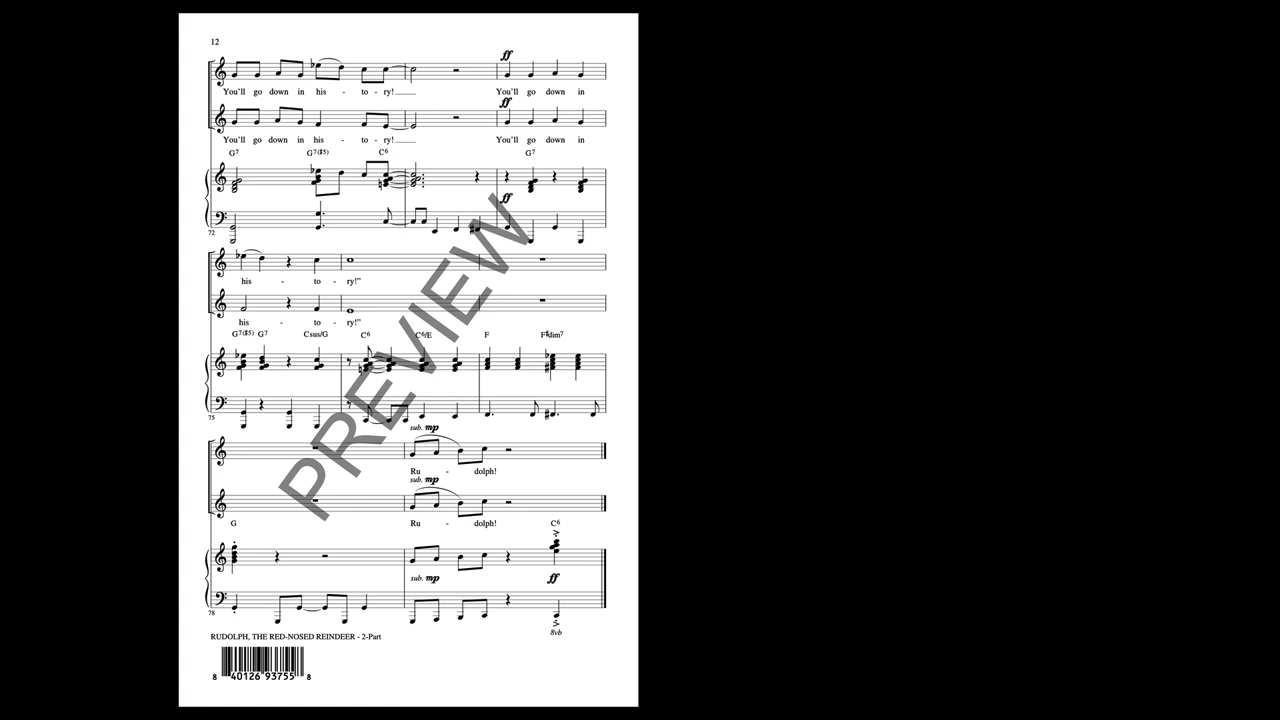 12
ff
You'll go down in his - to - ry! You'll go down in
ff
You'll go down in his - to - ry! You'll go down in
G7 G7(♯5) C6 G7
ff
72
his - to - ry!"
his - to - ry!"
G7(♯5) G7 Csus/G C6 C6/E F F♯dim7
75
sub. mp
Ru - dolph!
sub. mp
G Ru - dolph! C6
sub. mp ff
78
8vb
RUDOLPH, THE RED-NOSED REINDEER - 2-Part
8 40126 93755 8
PREVIEW